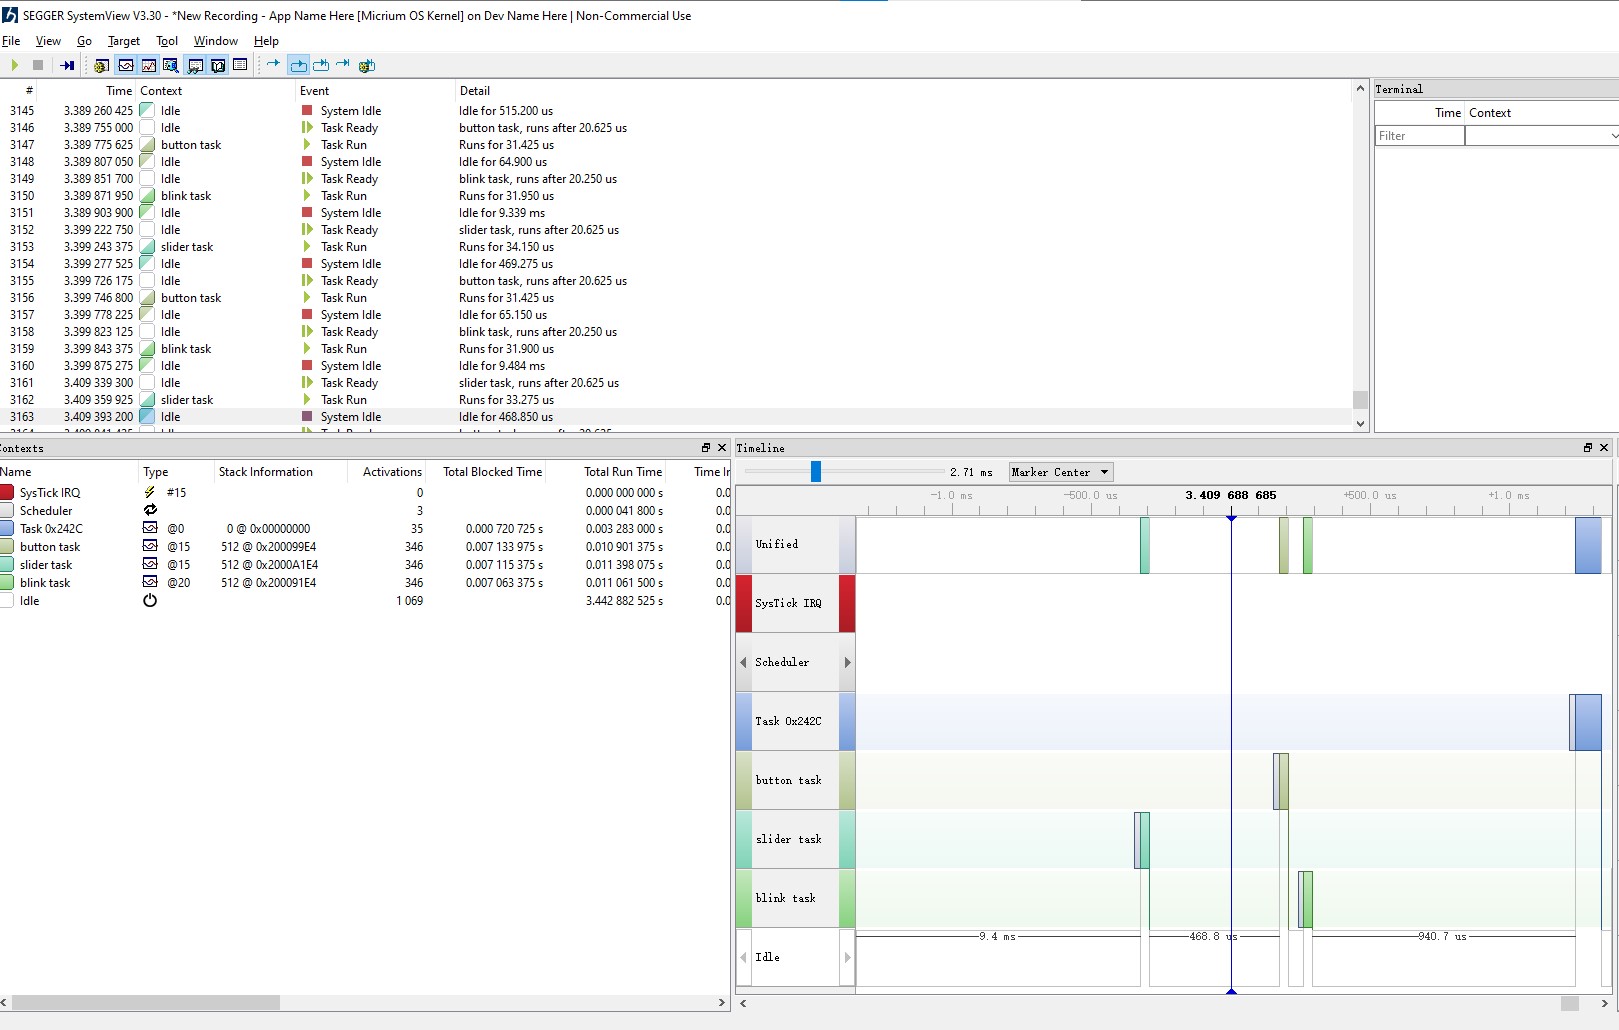 SEGGER SystemView V3.30 - *New Recording - App Name Here [Micrium OS Kernel] on Dev Name Here | Non-Commercial Use
File View Go Target Tool Window Help
# Time Context Event Detail
3145 3.389 260 425 Idle System Idle Idle for 515.200 us
3146 3.389 755 000 Idle Task Ready button task, runs after 20.625 us
3147 3.389 775 625 button task Task Run Runs for 31.425 us
3148 3.389 807 050 Idle System Idle Idle for 64.900 us
3149 3.389 851 700 Idle Task Ready blink task, runs after 20.250 us
3150 3.389 871 950 blink task Task Run Runs for 31.950 us
3151 3.389 903 900 Idle System Idle Idle for 9.339 ms
3152 3.399 222 750 Idle Task Ready slider task, runs after 20.625 us
3153 3.399 243 375 slider task Task Run Runs for 34.150 us
3154 3.399 277 525 Idle System Idle Idle for 469.275 us
3155 3.399 726 175 Idle Task Ready button task, runs after 20.625 us
3156 3.399 746 800 button task Task Run Runs for 31.425 us
3157 3.399 778 225 Idle System Idle Idle for 65.150 us
3158 3.399 823 125 Idle Task Ready blink task, runs after 20.250 us
3159 3.399 843 375 blink task Task Run Runs for 31.900 us
3160 3.399 875 275 Idle System Idle Idle for 9.484 ms
3161 3.409 339 300 Idle Task Ready slider task, runs after 20.625 us
3162 3.409 359 925 slider task Task Run Runs for 33.275 us
3163 3.409 393 200 Idle System Idle Idle for 468.850 us
Terminal
Time Context
Filter
ontexts
Name Type Stack Information Activations Total Blocked Time Total Run Time Time Ir
SysTick IRQ #15 0 0.000 000 000 s 0.0
Scheduler 3 0.000 041 800 s 0.0
Task 0x242C @0 0 @ 0x00000000 35 0.000 720 725 s 0.003 283 000 s 0.0
button task @15 512 @ 0x200099E4 346 0.007 133 975 s 0.010 901 375 s 0.0
slider task @15 512 @ 0x2000A1E4 346 0.007 115 375 s 0.011 398 075 s 0.0
blink task @20 512 @ 0x200091E4 346 0.007 063 375 s 0.011 061 500 s 0.0
Idle 1 069 3.442 882 525 s 0.0
Timeline
2.71 ms Marker Center
-1.0 ms -500.0 us 3.409 688 685 +500.0 us +1.0 ms
Unified
SysTick IRQ
Scheduler
Task 0x242C
button task
slider task
blink task
9.4 ms 468.8 us 940.7 us
Idle